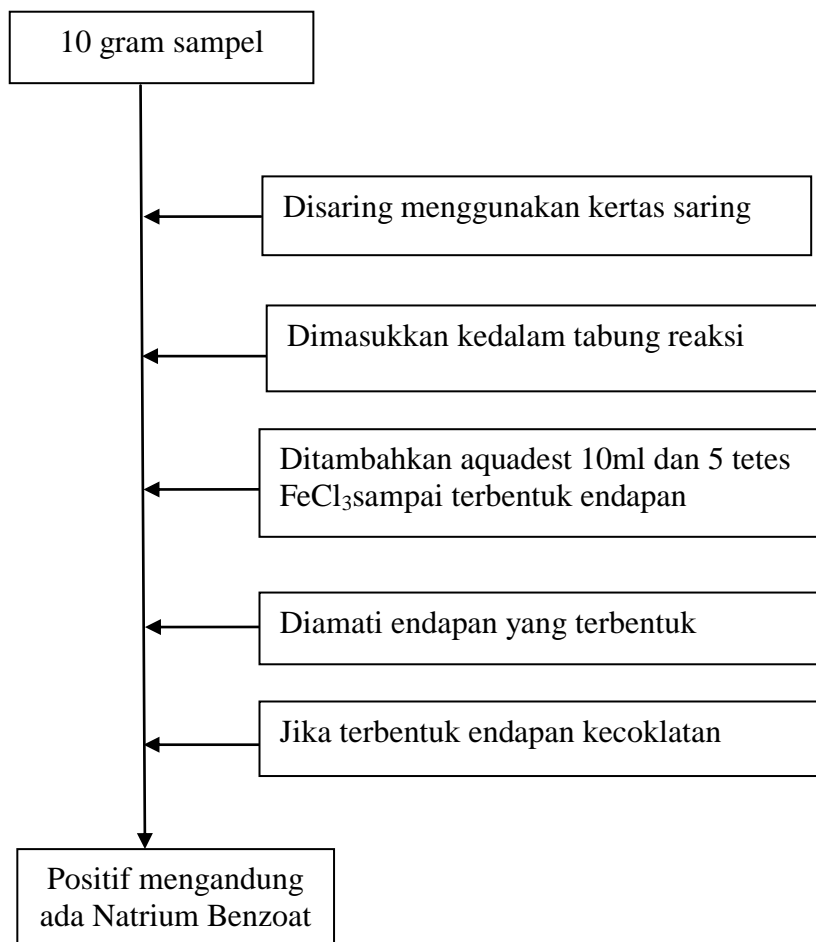 10 gram sampel
Disaring menggunakan kertas saring
Dimasukkan kedalam tabung reaksi
Ditambahkan aquadest 10ml dan 5 tetes
FeCl₃sampai terbentuk endapan
Diamati endapan yang terbentuk
Jika terbentuk endapan kecoklatan
Positif mengandung
ada Natrium Benzoat